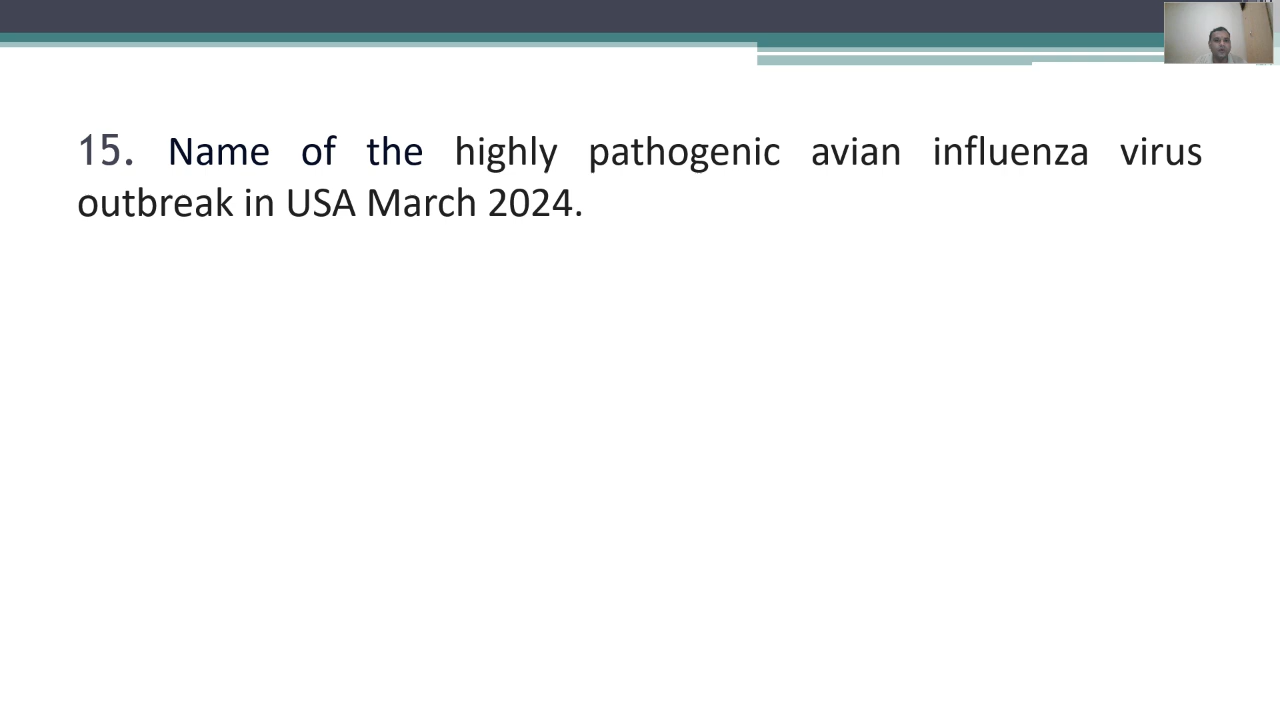 15. Name of the highly pathogenic avian influenza virus
outbreak in USA March 2024.